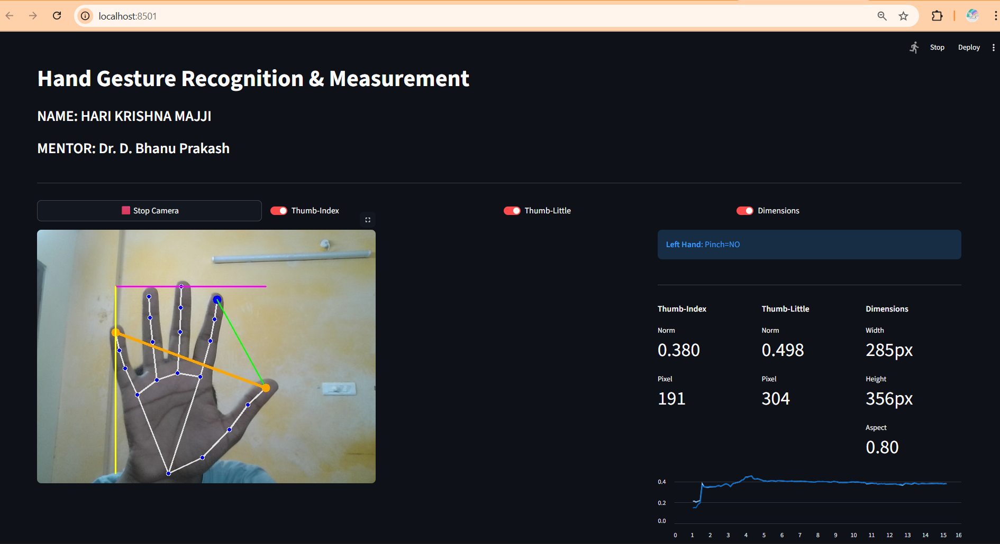 localhost:8501
Stop Deploy
Hand Gesture Recognition & Measurement
NAME: HARI KRISHNA MAJJI
MENTOR: Dr. D. Bhanu Prakash
Stop Camera Thumb-Index Thumb-Little Dimensions
Left Hand: Pinch=NO
Thumb-Index Thumb-Little Dimensions
Norm Norm Width
0.380 0.498 285px
Pixel Pixel Height
191 304 356px
Aspect
0.80
0.4
0.2
0.0
0 1 2 3 4 5 6 7 8 9 10 11 12 13 14 15 16